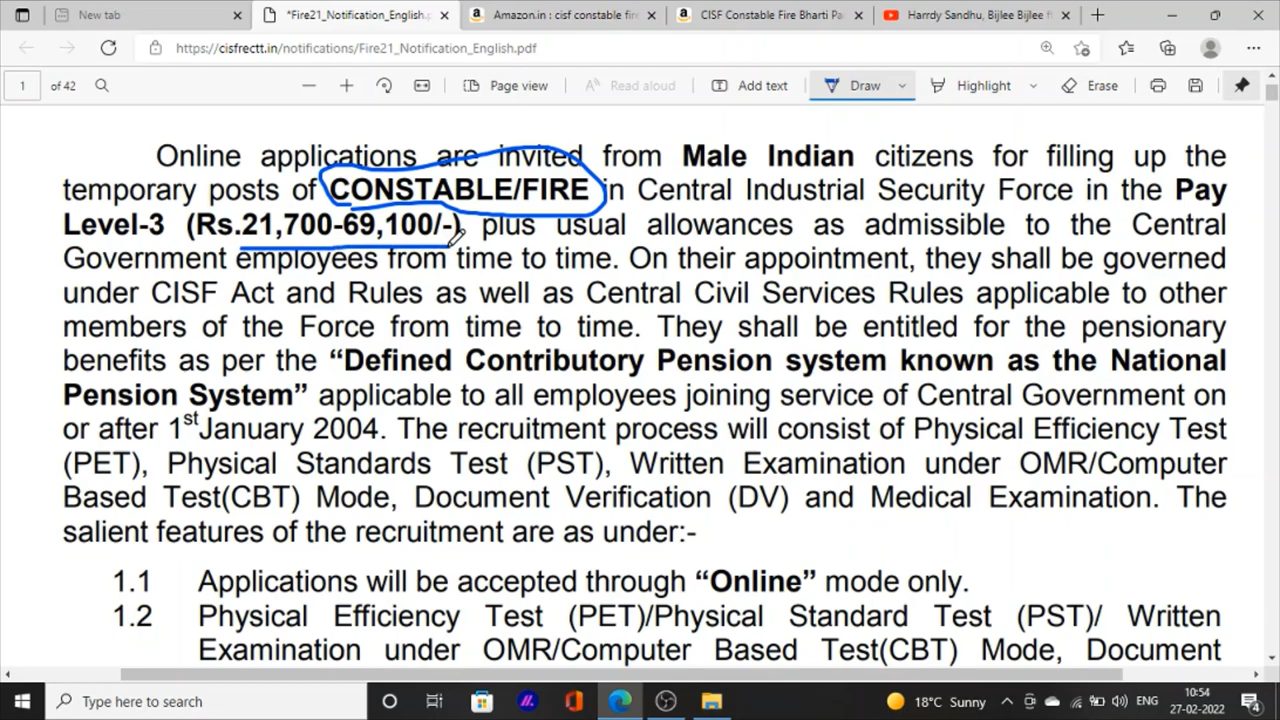 New tab
*Fire21_Notification_English.p
Amazon.in : cisf constable fire
CISF Constable Fire Bharti Pa
Harrdy Sandhu, Bijlee Bijlee f
https://cisfrectt.in/notifications/Fire21_Notification_English.pdf
1 of 42
Page view
Read aloud
Add text
Draw
Highlight
Erase
Online applications are invited from Male Indian citizens for filling up the
temporary posts of CONSTABLE/FIRE in Central Industrial Security Force in the Pay
Level-3 (Rs.21,700-69,100/-) plus usual allowances as admissible to the Central
Government employees from time to time. On their appointment, they shall be governed
under CISF Act and Rules as well as Central Civil Services Rules applicable to other
members of the Force from time to time. They shall be entitled for the pensionary
benefits as per the “Defined Contributory Pension system known as the National
Pension System” applicable to all employees joining service of Central Government on
or after 1stJanuary 2004. The recruitment process will consist of Physical Efficiency Test
(PET), Physical Standards Test (PST), Written Examination under OMR/Computer
Based Test(CBT) Mode, Document Verification (DV) and Medical Examination. The
salient features of the recruitment are as under:-
1.1 Applications will be accepted through “Online” mode only.
1.2 Physical Efficiency Test (PET)/Physical Standard Test (PST)/ Written
Examination under OMR/Computer Based Test(CBT) Mode, Document
Type here to search
18°C Sunny
ENG
10:54
27-02-2022
4